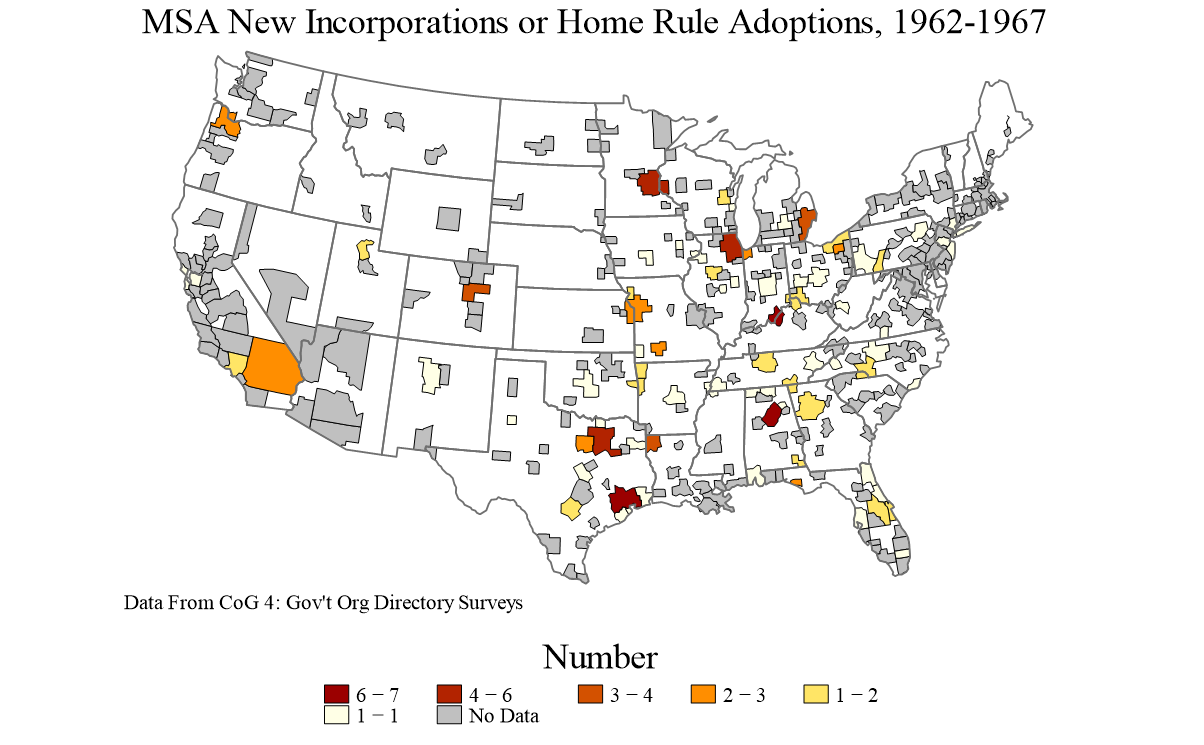 MSA New Incorporations or Home Rule Adoptions, 1962-1967
Data From CoG 4: Gov't Org Directory Surveys
Number
6 − 7 4 − 6 3 − 4 2 − 3 1 − 2
1 − 1 No Data